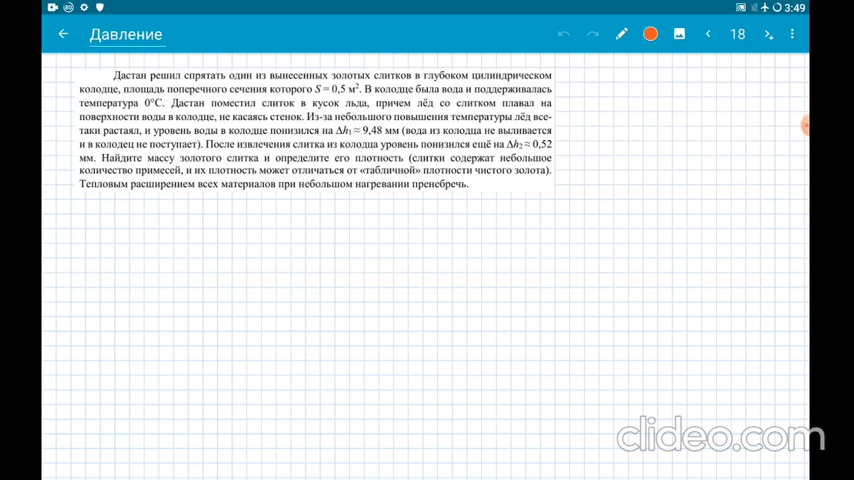 3:49
Давление
18
Дастан решил спрятать один из вынесенных золотых слитков в глубоком цилиндрическом
колодце, площадь поперечного сечения которого S = 0,5 м². В колодце была вода и поддерживалась
температура 0°C. Дастан поместил слиток в кусок льда, причем лёд со слитком плавал на
поверхности воды в колодце, не касаясь стенок. Из-за небольшого повышения температуры лёд все-
таки растаял, и уровень воды в колодце понизился на Δh₁ ≈ 9,48 мм (вода из колодца не выливается
и в колодец не поступает). После извлечения слитка из колодца уровень понизился ещё на Δh₂ ≈ 0,52
мм. Найдите массу золотого слитка и определите его плотность (слитки содержат небольшое
количество примесей, и их плотность может отличаться от «табличной» плотности чистого золота).
Тепловым расширением всех материалов при небольшом нагревании пренебречь.
clideo.com